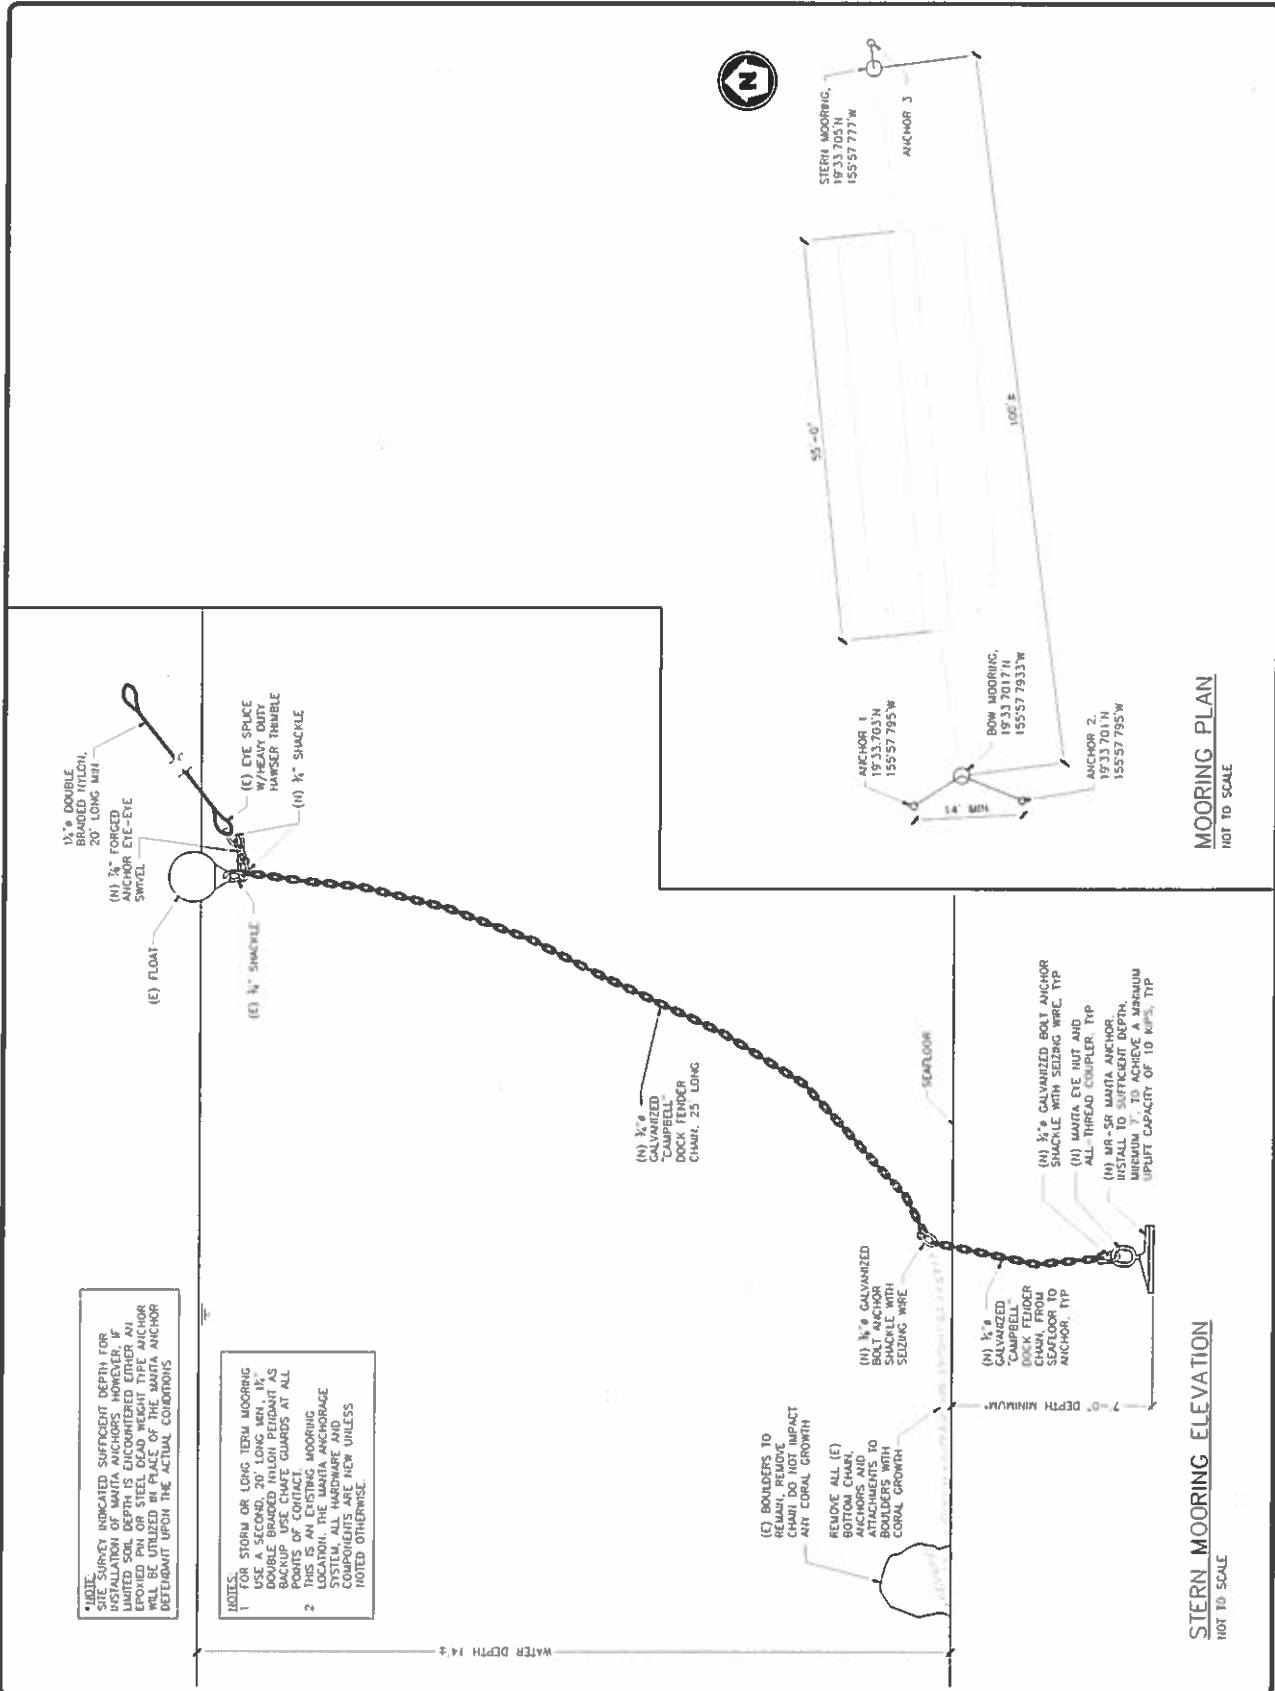 *NOTE:
SITE SURVEY INDICATED SUFFICIENT DEPTH FOR
INSTALLATION OF MANTA ANCHORS HOWEVER, IF
LIMITED SOIL DEPTH IS ENCOUNTERED EITHER AN
EPOXIED PIN OR STEEL DEAD WEIGHT TYPE ANCHOR
WILL BE UTILIZED IN PLACE OF THE MANTA ANCHOR
DEFENDANT UPON THE ACTUAL CONDITIONS
NOTES:
1 FOR STORM OR LONG TERM MOORING
USE A SECOND, 20' LONG MIN,
DOUBLE BRAIDED NYLON PENDANT AS
BACKUP USE CHAFE GUARDS AT ALL
POINTS OF CONTACT.
2 THIS IS AN EXISTING MOORING
LOCATION. THE MANTA ANCHORAGE
SYSTEM, ALL HARDWARE AND
COMPONENTS ARE NEW UNLESS
NOTED OTHERWISE.
WATER DEPTH 14'±
(E) FLOAT
DOUBLE
BRAIDED NYLON,
20' LONG MIN
(N) FORGED
ANCHOR EYE-EYE
SWIVEL
(E) EYE SPLICE
W/HEAVY DUTY
HAWSER THIMBLE
(N) ¾" SHACKLE
(E) ¾" SHACKLE
(N) ¾"ø
GALVANIZED
"CAMPBELL"
DOCK FENDER
CHAIN, 25' LONG
SEAFLOOR
(E) BOULDERS TO
REMAIN, REMOVE
CHAIN DO NOT IMPACT
ANY CORAL GROWTH
REMOVE ALL (E)
BOTTOM CHAIN,
ANCHORS AND
ATTACHMENTS TO
BOULDERS WITH
CORAL GROWTH
(N) ¾"ø GALVANIZED
BOLT ANCHOR
SHACKLE WITH
SEIZING WIRE
(N) ¾"ø
GALVANIZED
"CAMPBELL"
DOCK FENDER
CHAIN, FROM
SEAFLOOR TO
ANCHOR, TYP
7'-0" DEPTH MINIMUM*
(N) ¾"ø GALVANIZED BOLT ANCHOR
SHACKLE WITH SEIZING WIRE, TYP
(N) MANTA EYE NUT AND
ALL-THREAD COUPLER, TYP
(N) MR-SR MANTA ANCHOR.
INSTALL TO SUFFICIENT DEPTH,
MINIMUM 7', TO ACHIEVE A MINIMUM
UPLIFT CAPACITY OF 10 KIPS, TYP
STERN MOORING ELEVATION
NOT TO SCALE
N
STERN MOORING,
19°33.705'N
155°57.777'W
ANCHOR 3
55'-0"
100'±
ANCHOR 1
19°33.703'N
155°57.795'W
14' MIN
BOW MOORING,
19°33.7017'N
155°57.7933'W
ANCHOR 2,
19°33.701'N
155°57.795'W
MOORING PLAN
NOT TO SCALE